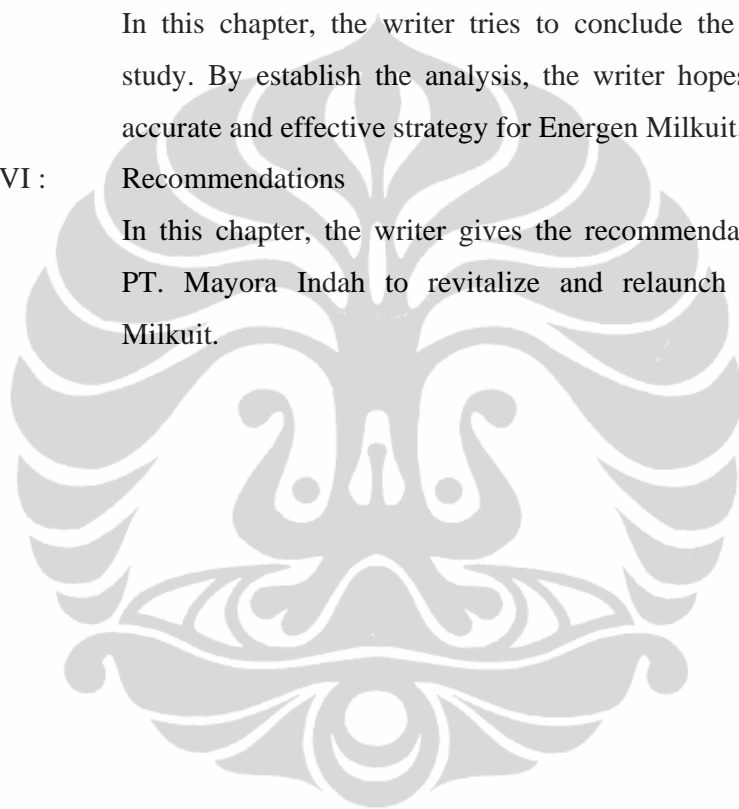 In this chapter, the writer tries to conclude the
study. By establish the analysis, the writer hopes
accurate and effective strategy for Energen Milkuit.
VI : Recommendations
In this chapter, the writer gives the recommenda
PT. Mayora Indah to revitalize and relaunch
Milkuit.